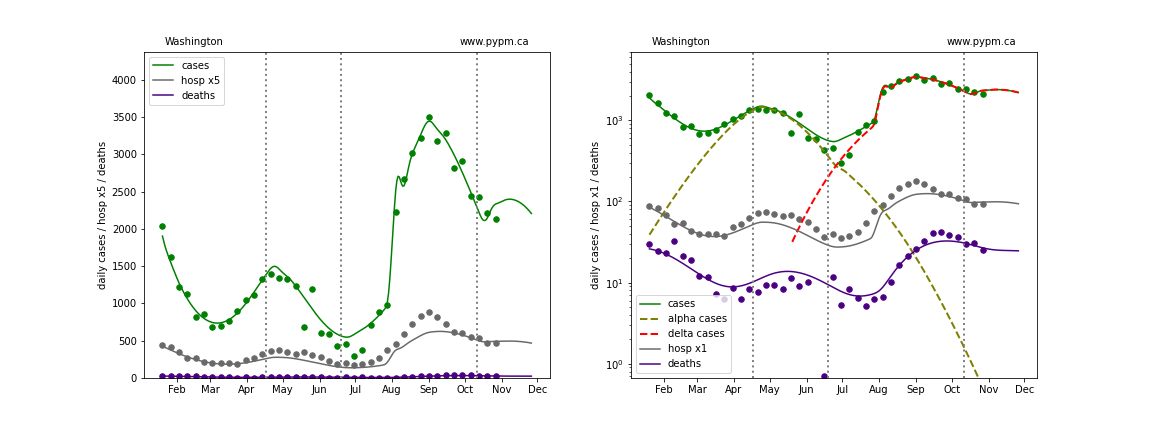 Washington
www.pypm.ca
cases
hosp x5
deaths
daily cases / hosp x5 / deaths
4000
3500
3000
2500
2000
1500
1000
500
0
Feb Mar Apr May Jun Jul Aug Sep Oct Nov Dec
Washington
www.pypm.ca
daily cases / hosp x1 / deaths
10³
10²
10¹
10⁰
cases
alpha cases
delta cases
hosp x1
deaths
Feb Mar Apr May Jun Jul Aug Sep Oct Nov Dec